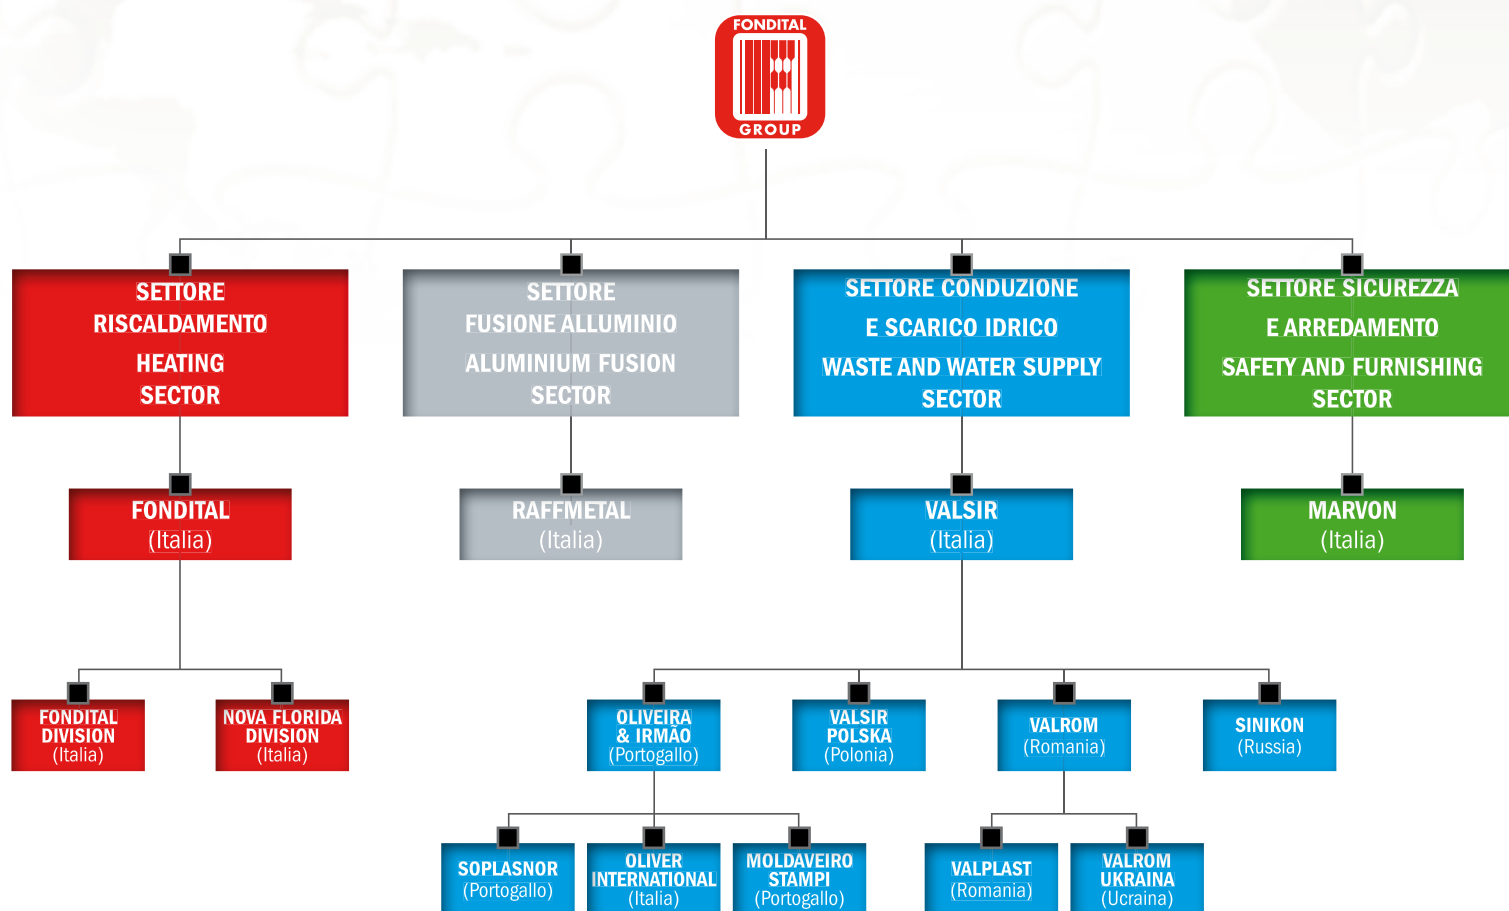 FONDITAL
GROUP
SETTORE
RISCALDAMENTO
HEATING
SECTOR
SETTORE
FUSIONE ALLUMINIO
ALUMINIUM FUSION
SECTOR
SETTORE CONDUZIONE
E SCARICO IDRICO
WASTE AND WATER SUPPLY
SECTOR
SETTORE SICUREZZA
E ARREDAMENTO
SAFETY AND FURNISHING
SECTOR
FONDITAL
(Italia)
RAFFMETAL
(Italia)
VALSIR
(Italia)
MARVON
(Italia)
FONDITAL
DIVISION
(Italia)
NOVA FLORIDA
DIVISION
(Italia)
OLIVEIRA
& IRMÃO
(Portogallo)
VALSIR
POLSKA
(Polonia)
VALROM
(Romania)
SINIKON
(Russia)
SOPLASNOR
(Portogallo)
OLIVER
INTERNATIONAL
(Italia)
MOLDAVEIRO
STAMPI
(Portogallo)
VALPLAST
(Romania)
VALROM
UKRAINA
(Ucraina)